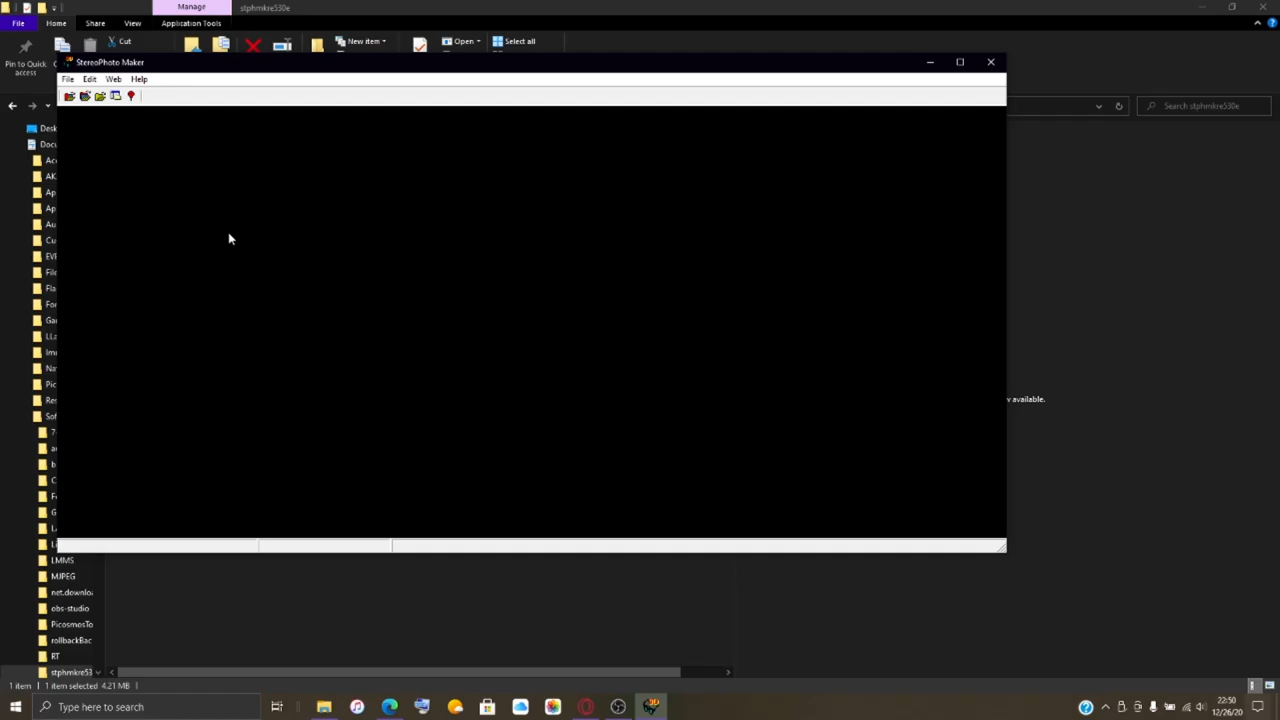 Manage
stphmkre530e
File
Home
Share
View
Application Tools
Pin to Quick
access
Cut
New item
Open
Select all
StereoPhoto Maker
File Edit Web Help
Search stphmkre530e
LMMS
MJPEG
net.downloa
obs-studio
PicosmosTo
rollbackBac
RT
stphmkre53
available.
1 item
1 item selected 4.21 MB
Type here to search
22:50
12/26/20